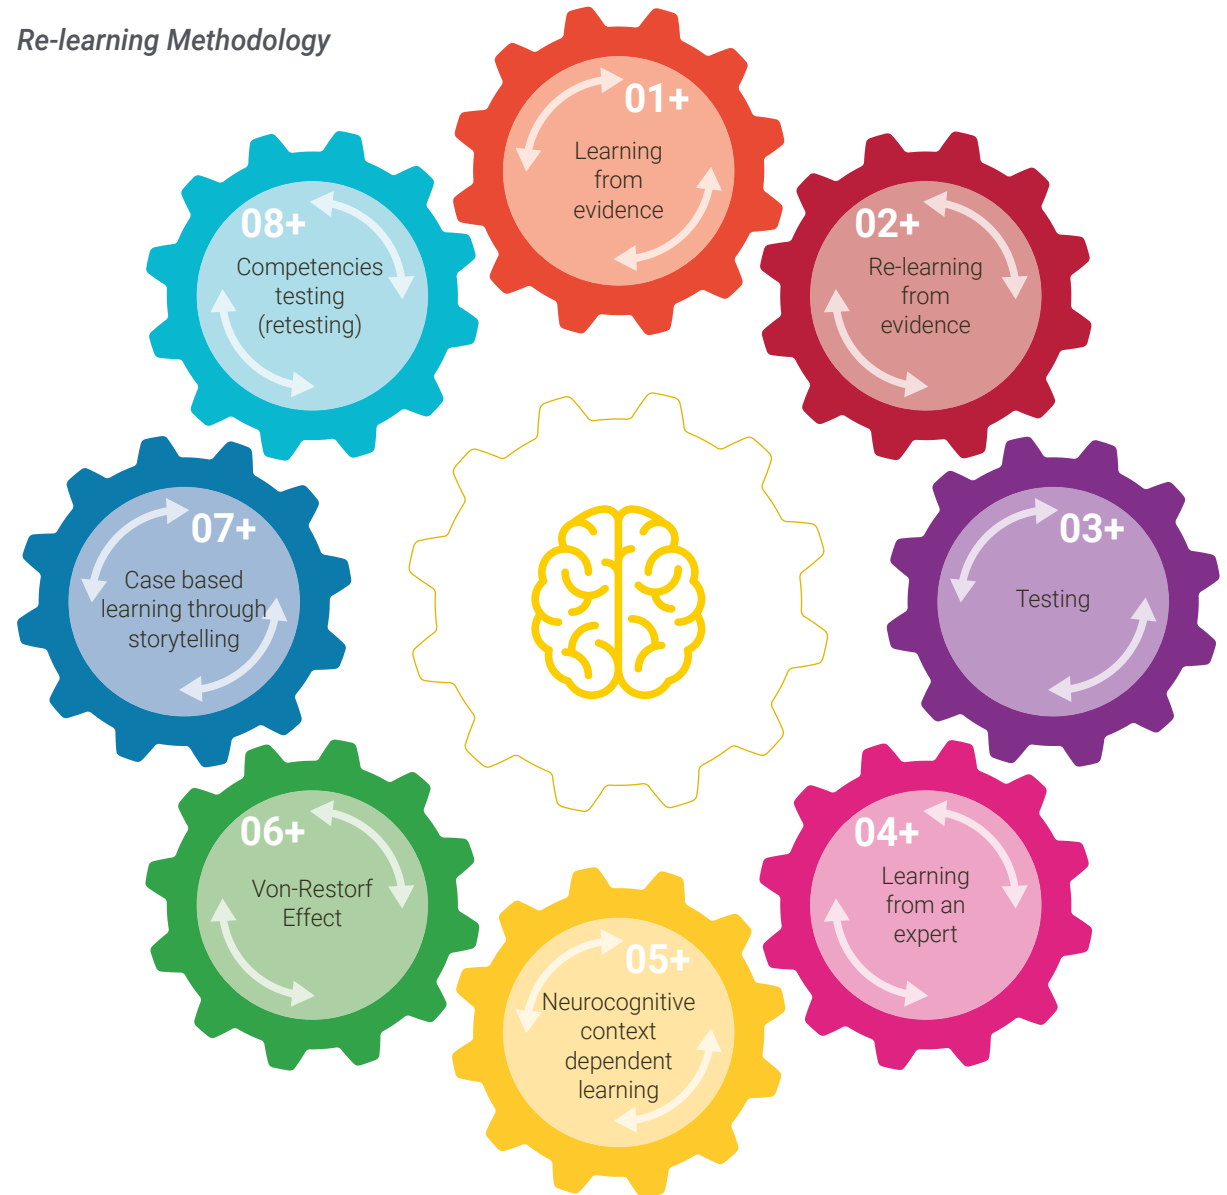 Re-learning Methodology
01+
Learning
from
evidence
02+
Re-learning
from
evidence
03+
Testing
04+
Learning
from an
expert
05+
Neurocognitive
context
dependent
learning
06+
Von-Restorf
Effect
07+
Case based
learning through
storytelling
08+
Competencies
testing
(retesting)